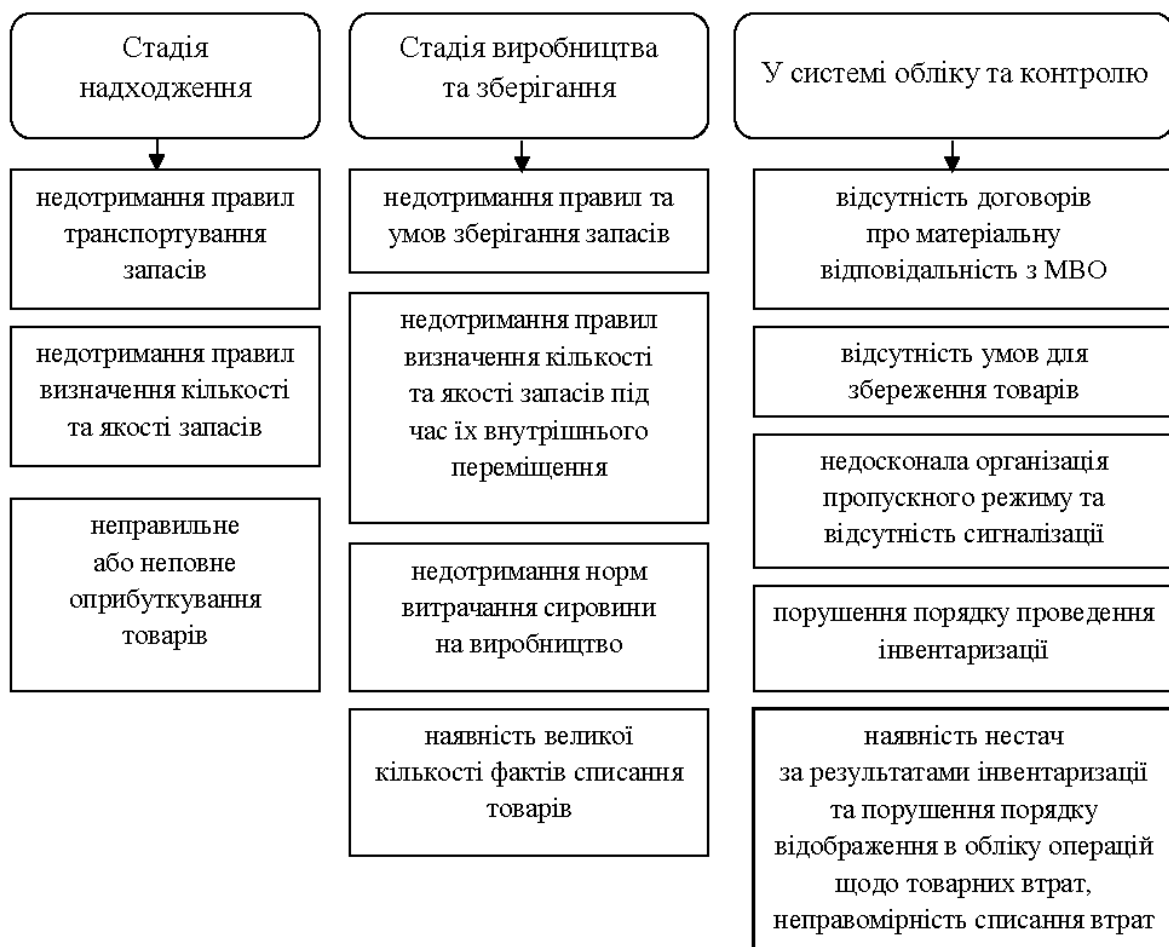 Стадія
надходження
недотримання правил
транспортування
запасів
недотримання правил
визначення кількості
та якості запасів
неправильне
або неповне
оприбуткування
товарів
Стадія виробництва
та зберігання
недотримання правил та
умов зберігання запасів
недотримання правил
визначення кількості
та якості запасів під
час їх внутрішнього
переміщення
недотримання норм
витрачання сировини
на виробництво
наявність великої
кількості фактів списання
товарів
У системі обліку та контролю
відсутність договорів
про матеріальну
відповідальність з МВО
відсутність умов для
збереження товарів
недосконала організація
пропускного режиму та
відсутність сигналізації
порушення порядку проведення
інвентаризації
наявність нестач
за результатами інвентаризації
та порушення порядку
відображення в обліку операцій
щодо товарних втрат,
неправомірність списання втрат